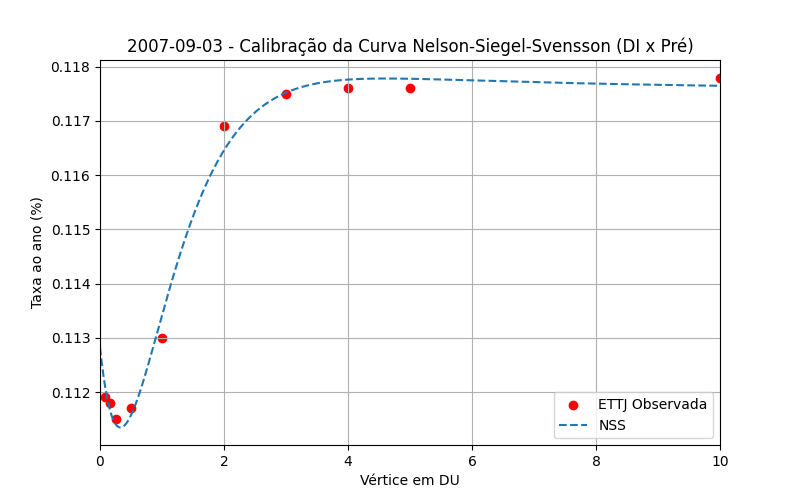 2007-09-03 - Calibração da Curva Nelson-Siegel-Svensson (DI x Pré)
Taxa ao ano (%)
0.118
0.117
0.116
0.115
0.114
0.113
0.112
ETTJ Observada
NSS
0 2 4 6 8 10
Vértice em DU